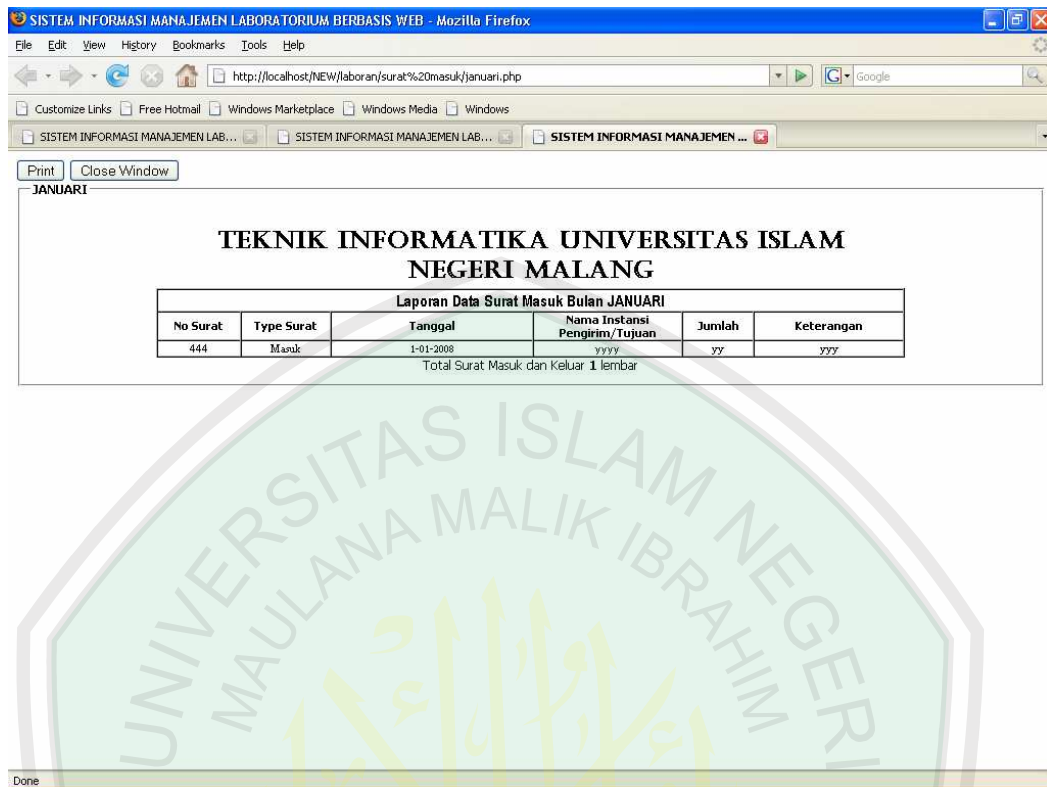 SISTEM INFORMASI MANAJEMEN LABORATORIUM BERBASIS WEB - Mozilla Firefox
File Edit View History Bookmarks Tools Help
http://localhost/NEW/laboran/surat%20masuk/januari.php
Google
Customize Links Free Hotmail Windows Marketplace Windows Media Windows
SISTEM INFORMASI MANAJEMEN LAB... SISTEM INFORMASI MANAJEMEN LAB... SISTEM INFORMASI MANAJEMEN ...
Print Close Window
JANUARI
TEKNIK INFORMATIKA UNIVERSITAS ISLAM
NEGERI MALANG
Laporan Data Surat Masuk Bulan JANUARI
No Surat Type Surat Tanggal Nama Instansi Pengirim/Tujuan Jumlah Keterangan
444 Masuk 1-01-2008 yyyy yy yyy
Total Surat Masuk dan Keluar 1 lembar
UNIVERSITAS ISLAM NEGERI
MAULANA MALIK IBRAHIM
Done